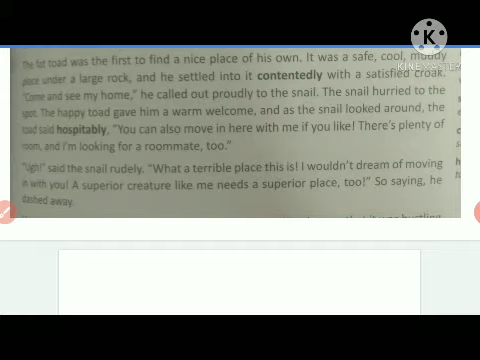 The fat toad was the first to find a nice place of his own. It was a safe, cool, muddy
place under a large rock, and he settled into it contentedly with a satisfied croak.
"Come and see my home," he called out proudly to the snail. The snail hurried to the
spot. The happy toad gave him a warm welcome, and as the snail looked around, the
toad said hospitably, "You can also move in here with me if you like! There's plenty of
room, and I'm looking for a roommate, too."
"Ugh!" said the snail rudely. "What a terrible place this is! I wouldn't dream of moving
in with you! A superior creature like me needs a superior place, too!" So saying, he
dashed away.
KINEMASTER